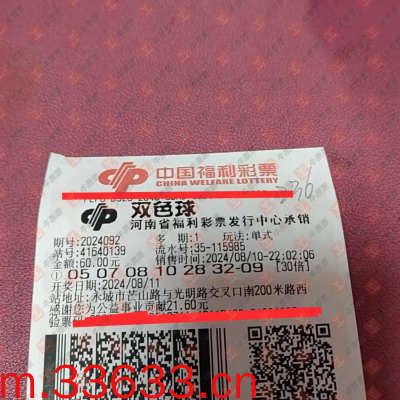 中国福利彩票
CHINA WELFARE LOTTERY
双色球
河南省福利彩票发行中心承销
期号:2024092 多期:1 玩法:单式
站号:41640139 流水号:35-115985
金额:60.00元 销售时间:2024/08/10-22:02:06
① 05 07 08 10 28 32-09 [30倍]
开奖日期:2024/08/11
站地址:永城市芒山路与光明路交叉口南200米路西
感谢您为公益事业贡献21.60元
验票码
m.33633.cn